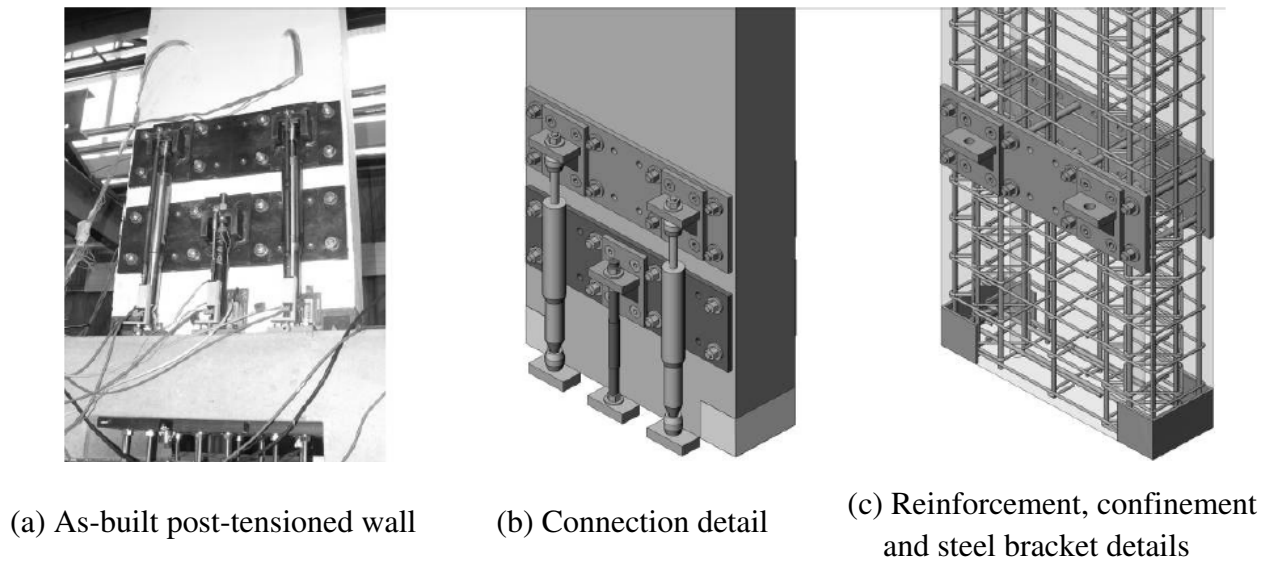 (a) As-built post-tensioned wall
(b) Connection detail
(c) Reinforcement, confinement
and steel bracket details